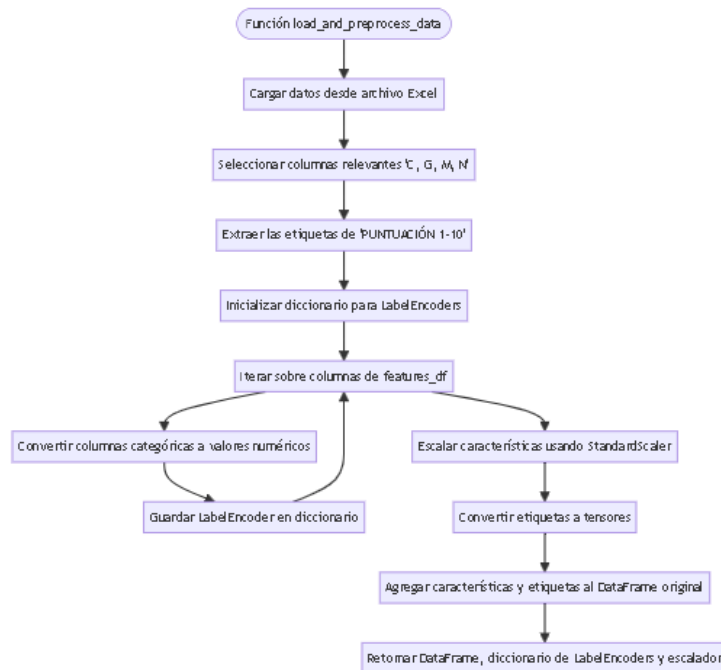 Función load_and_preprocess_data
Cargar datos desde archivo Excel
Seleccionar columnas relevantes 'C, G, M, N'
Extraer las etiquetas de 'PUNTUACIÓN 1-10'
Inicializar diccionario para LabelEncoders
Iterar sobre columnas de features_df
Convertir columnas categóricas a valores numéricos
Escalar características usando StandardScaler
Guardar LabelEncoder en diccionario
Convertir etiquetas a tensores
Agregar características y etiquetas al DataFrame original
Retornar DataFrame, diccionario de LabelEncoders y escalador